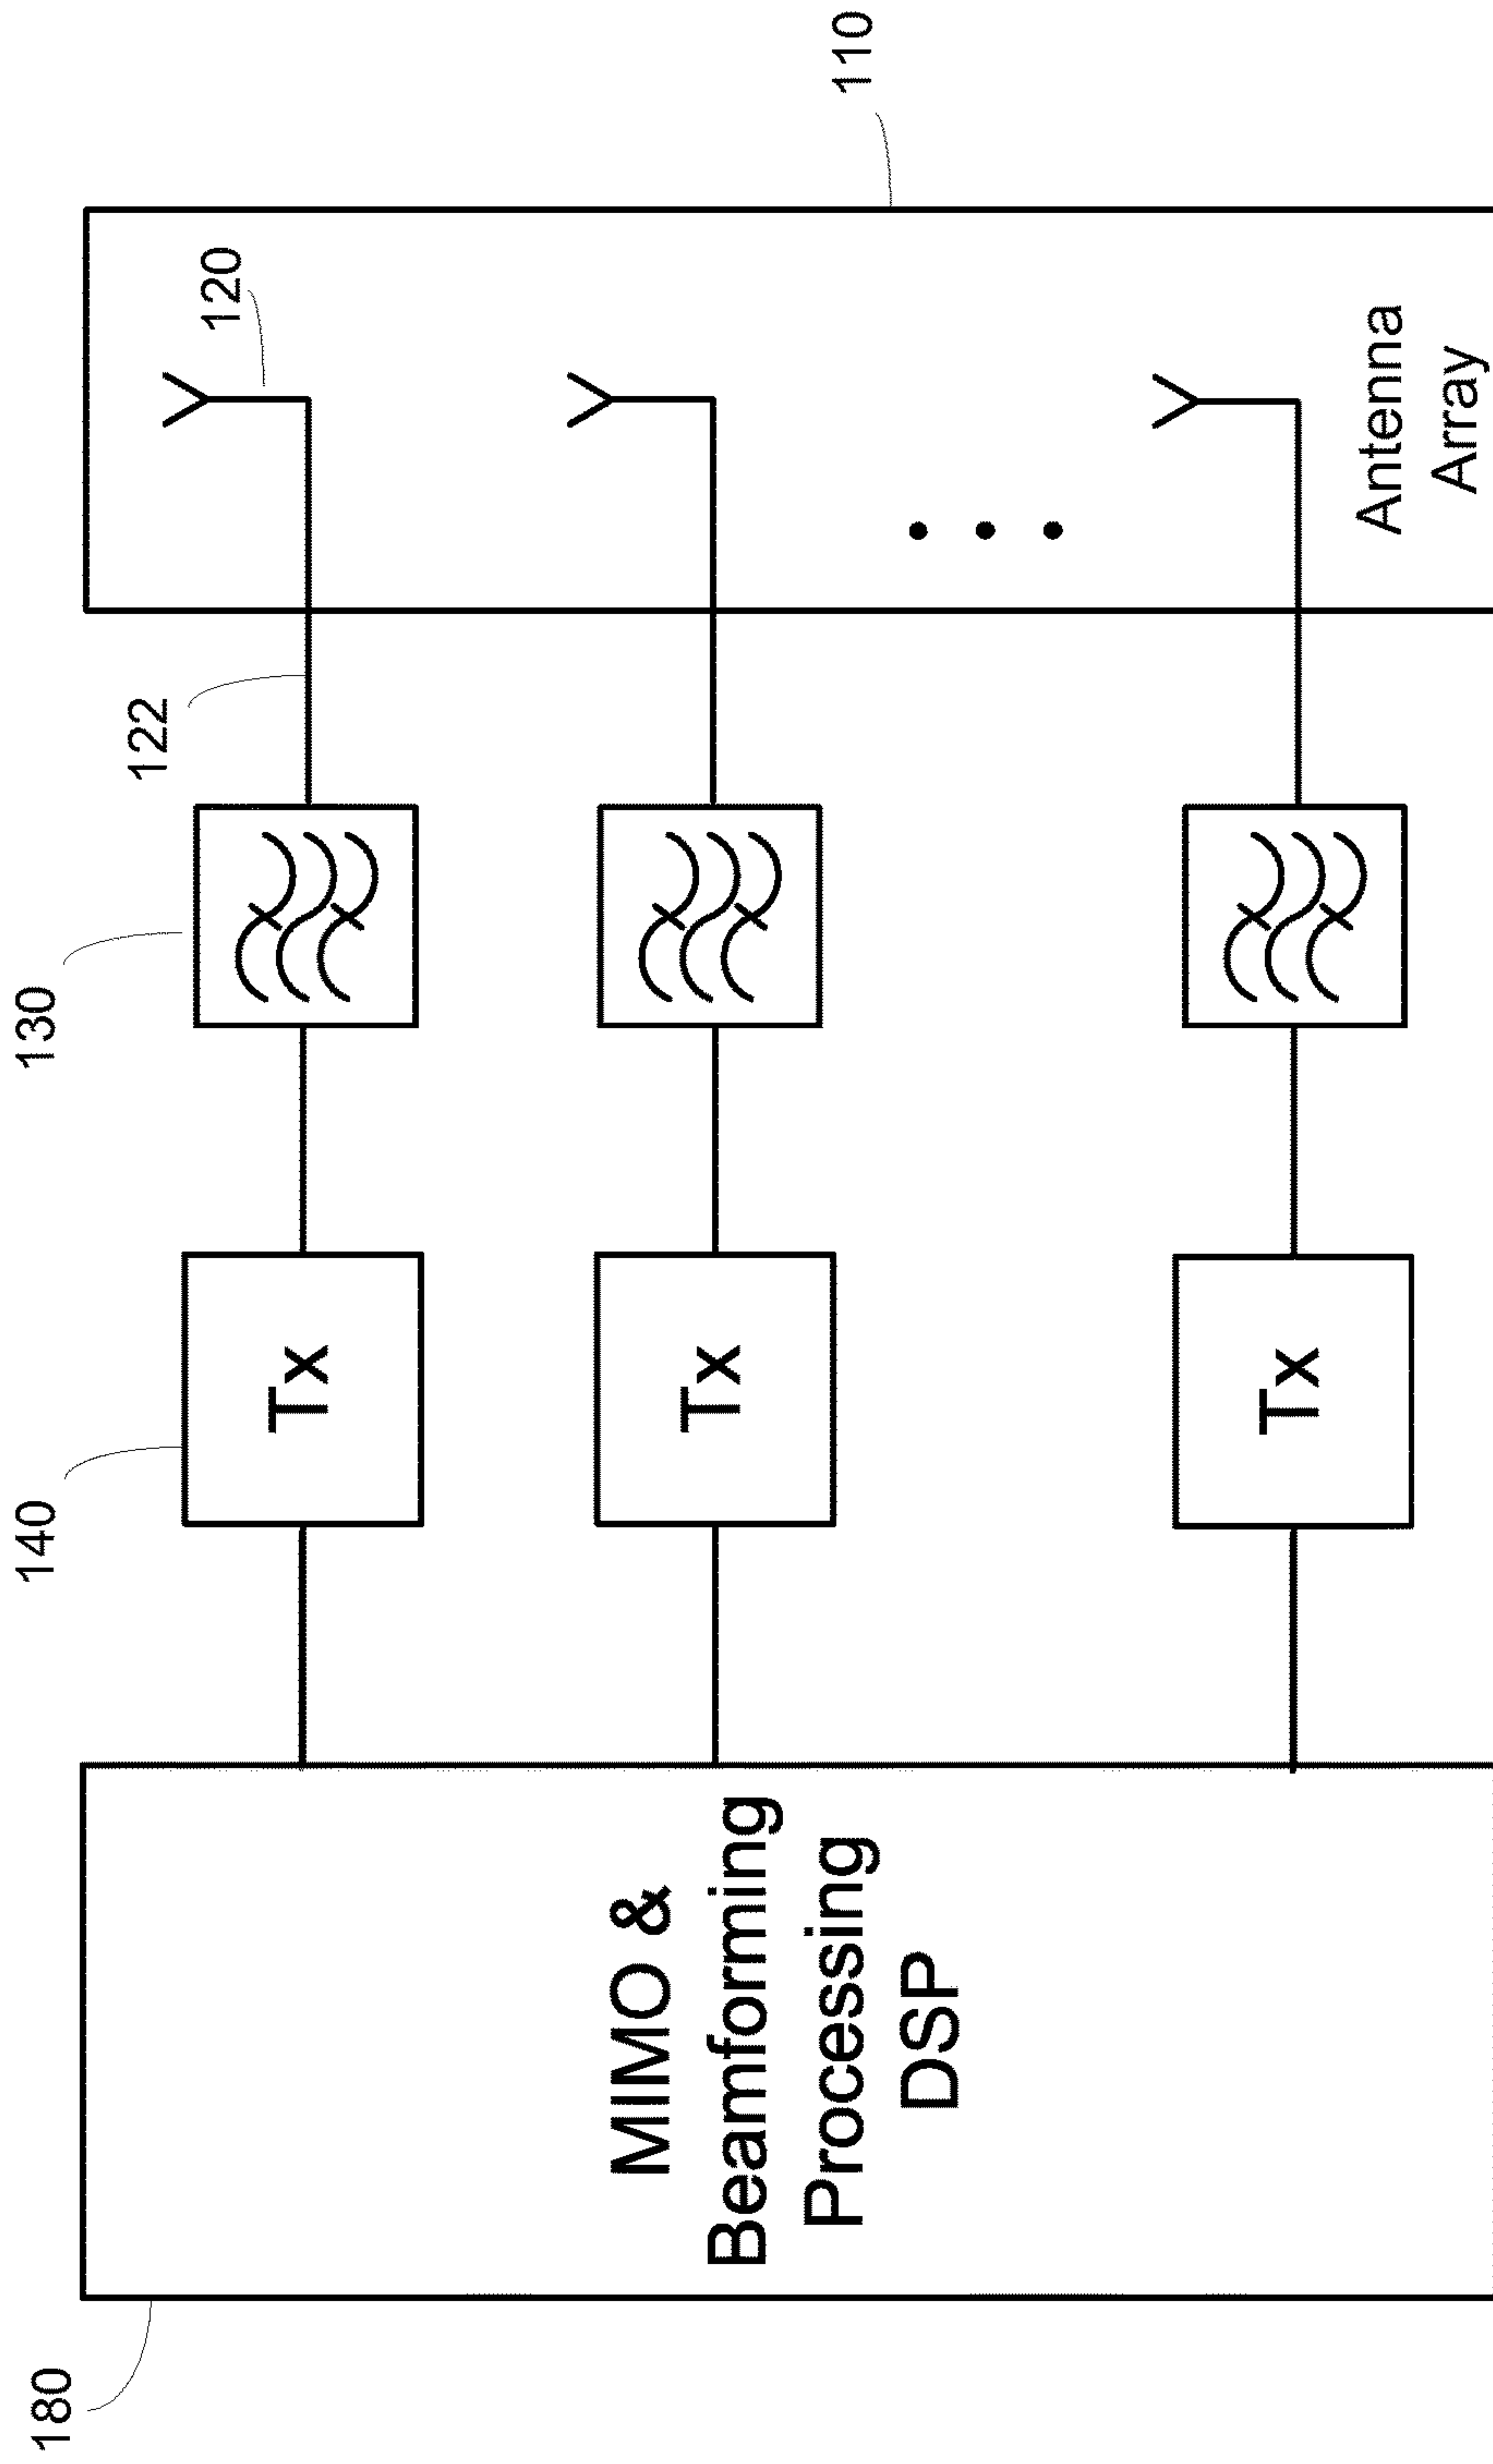 180
MIMO &
Beamforming
Processing
DSP
140
Tx
Tx
Tx
130
122
120
110
Antenna
Array